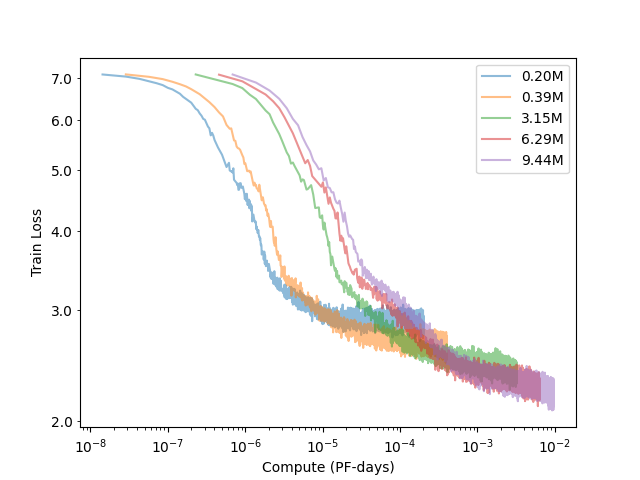 7.0
6.0
5.0
4.0
3.0
2.0
Train Loss
0.20M
0.39M
3.15M
6.29M
9.44M
10⁻⁸ 10⁻⁷ 10⁻⁶ 10⁻⁵ 10⁻⁴ 10⁻³ 10⁻²
Compute (PF-days)